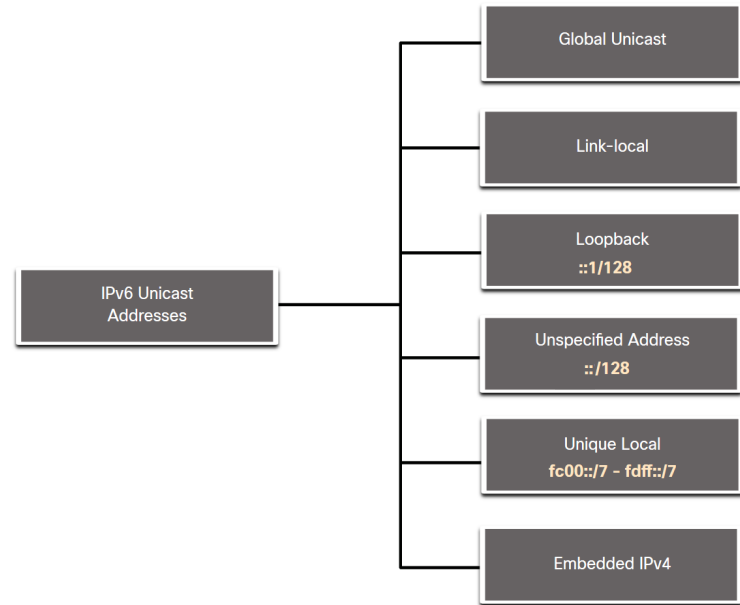 Global Unicast
Link-local
Loopback
::1/128
IPv6 Unicast
Addresses
Unspecified Address
::/128
Unique Local
fc00::/7 - fdff::/7
Embedded IPv4